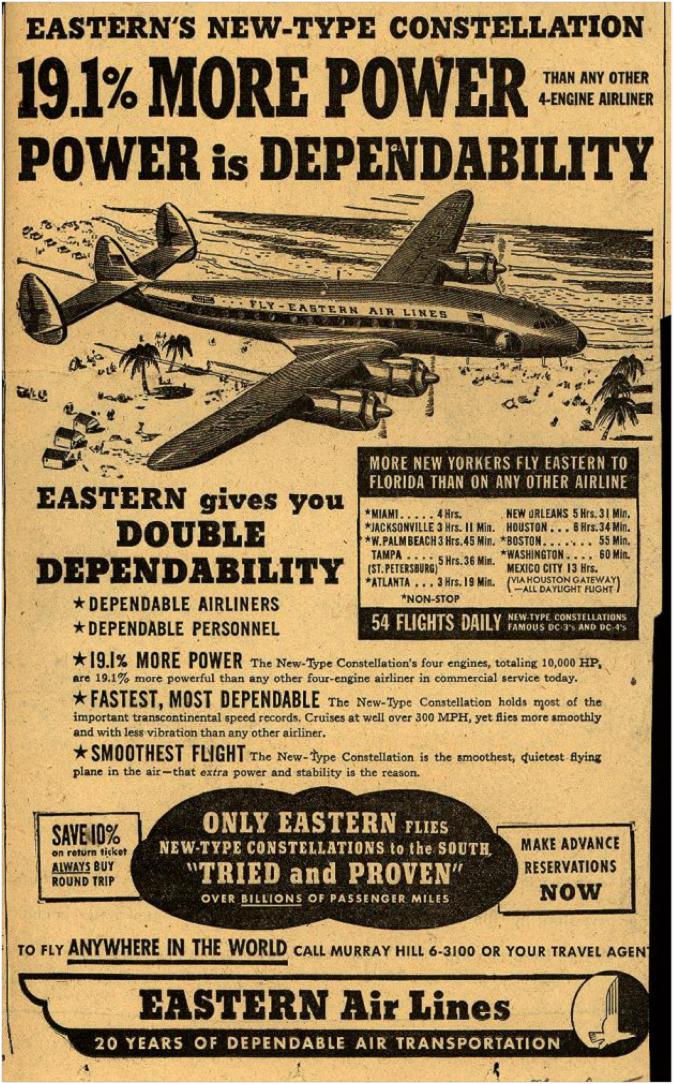 EASTERN'S NEW-TYPE CONSTELLATION
19.1% MORE POWER THAN ANY OTHER
4-ENGINE AIRLINER
POWER is DEPENDABILITY
FLY-EASTERN AIR LINES
MORE NEW YORKERS FLY EASTERN TO
FLORIDA THAN ON ANY OTHER AIRLINE
*MIAMI..... 4 Hrs.
*JACKSONVILLE 3 Hrs. 11 Min.
*W. PALM BEACH 3 Hrs. 45 Min.
TAMPA ....
(ST. PETERSBURG) 5 Hrs. 36 Min.
*ATLANTA ... 3 Hrs. 19 Min.
*NON-STOP
NEW ORLEANS 5 Hrs. 31 Min.
HOUSTON ... 6 Hrs. 34 Min.
*BOSTON....... 55 Min.
*WASHINGTON .... 60 Min.
MEXICO CITY 13 Hrs.
(VIA HOUSTON GATEWAY)
—ALL DAYLIGHT FLIGHT
54 FLIGHTS DAILY NEW-TYPE CONSTELLATIONS
FAMOUS DC-3's AND DC-4's
EASTERN gives you
DOUBLE
DEPENDABILITY
★ DEPENDABLE AIRLINERS
★ DEPENDABLE PERSONNEL
★ 19.1% MORE POWER The New-Type Constellation's four engines, totaling 10,000 HP,
are 19.1% more powerful than any other four-engine airliner in commercial service today.
★ FASTEST, MOST DEPENDABLE The New-Type Constellation holds most of the
important transcontinental speed records. Cruises at well over 300 MPH, yet flies more smoothly
and with less vibration than any other airliner.
★ SMOOTHEST FLIGHT The New-Type Constellation is the smoothest, quietest flying
plane in the air—that extra power and stability is the reason.
SAVE 10%
on return ticket
ALWAYS BUY
ROUND TRIP
ONLY EASTERN FLIES
NEW-TYPE CONSTELLATIONS to the SOUTH
"TRIED and PROVEN"
OVER BILLIONS OF PASSENGER MILES
MAKE ADVANCE
RESERVATIONS
NOW
TO FLY ANYWHERE IN THE WORLD CALL MURRAY HILL 6-3100 OR YOUR TRAVEL AGENT
EASTERN Air Lines
20 YEARS OF DEPENDABLE AIR TRANSPORTATION